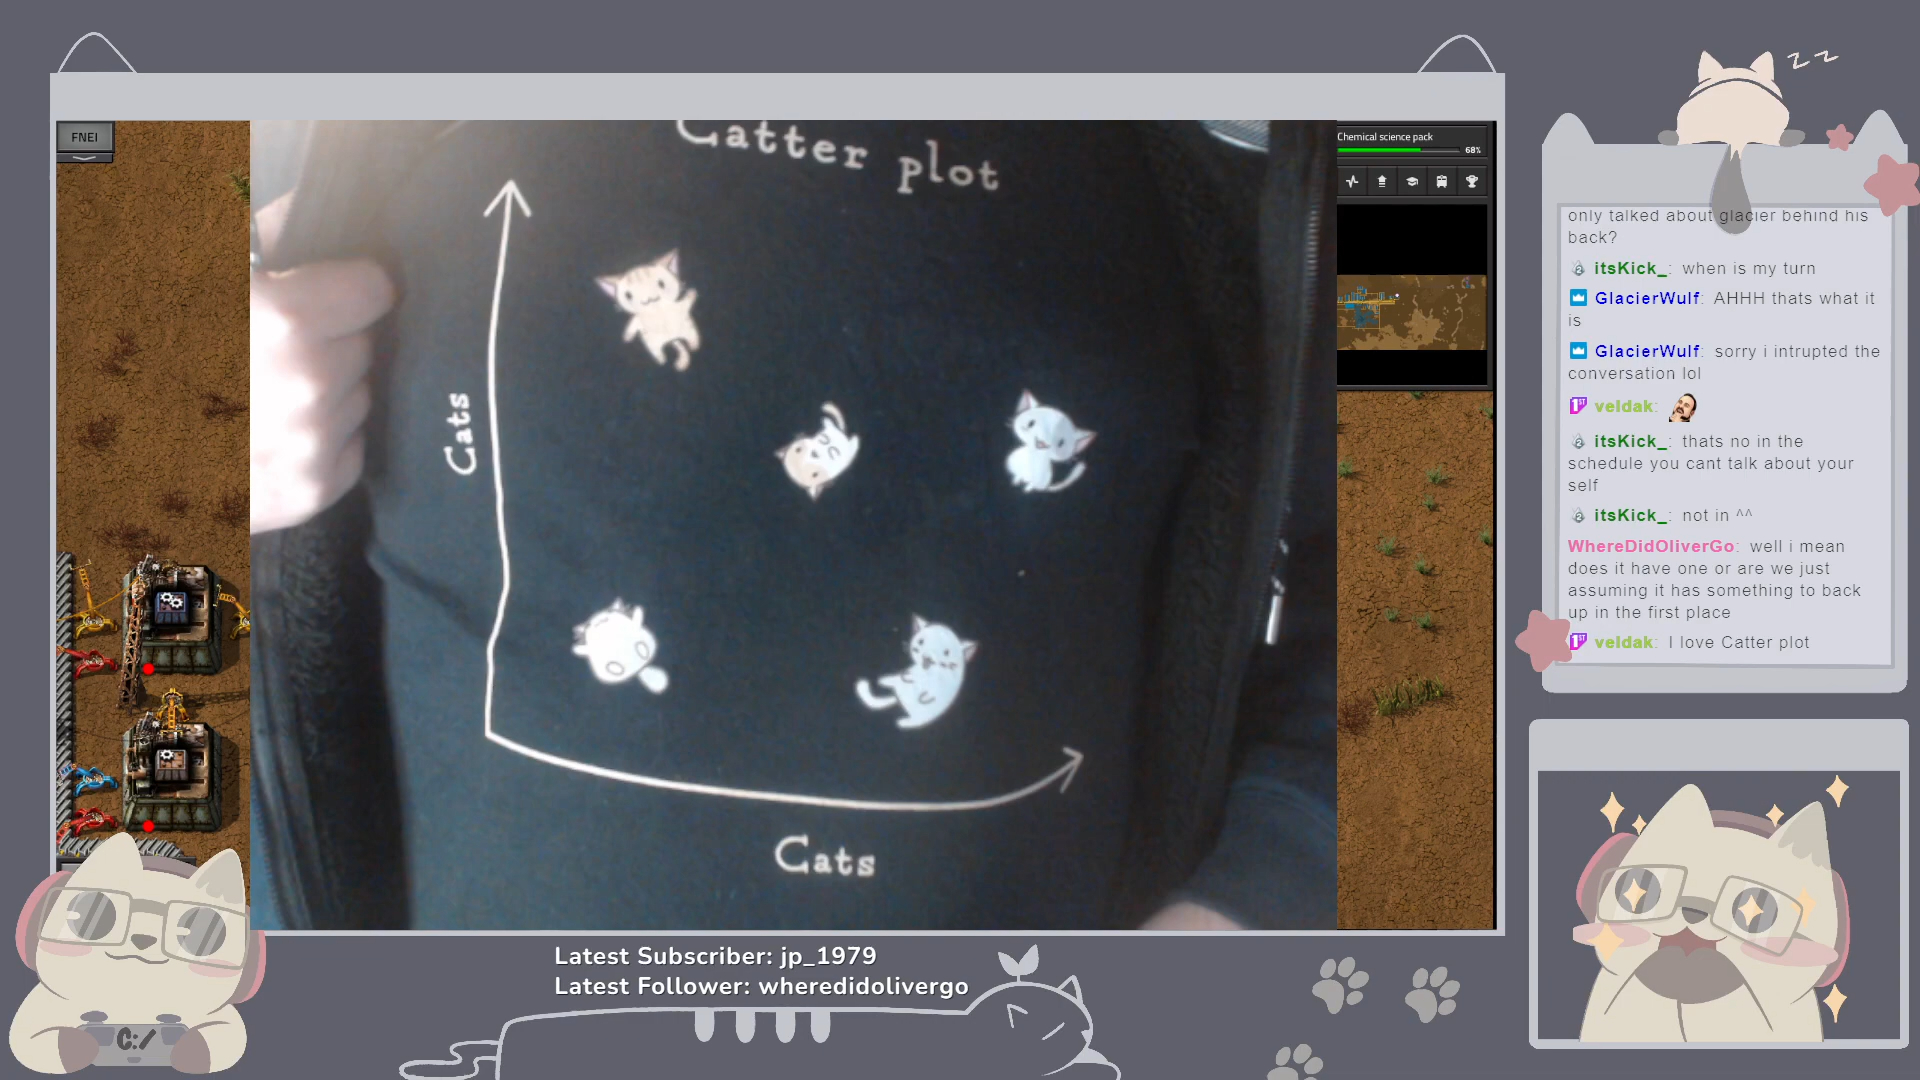 FNEI
Catter plot
Cats
Cats
Chemical science pack
68%
zz
only talked about glacier behind his
back?
itsKick_: when is my turn
GlacierWulf: AHHH thats what it
is
GlacierWulf: sorry i intrupted the
conversation lol
veldak:
itsKick_: thats no in the
schedule you cant talk about your
self
itsKick_: not in ^^
WhereDidOliverGo: well i mean
does it have one or are we just
assuming it has something to back
up in the first place
veldak: I love Catter plot
C:/
Latest Subscriber: jp_1979
Latest Follower: wheredidolivergo